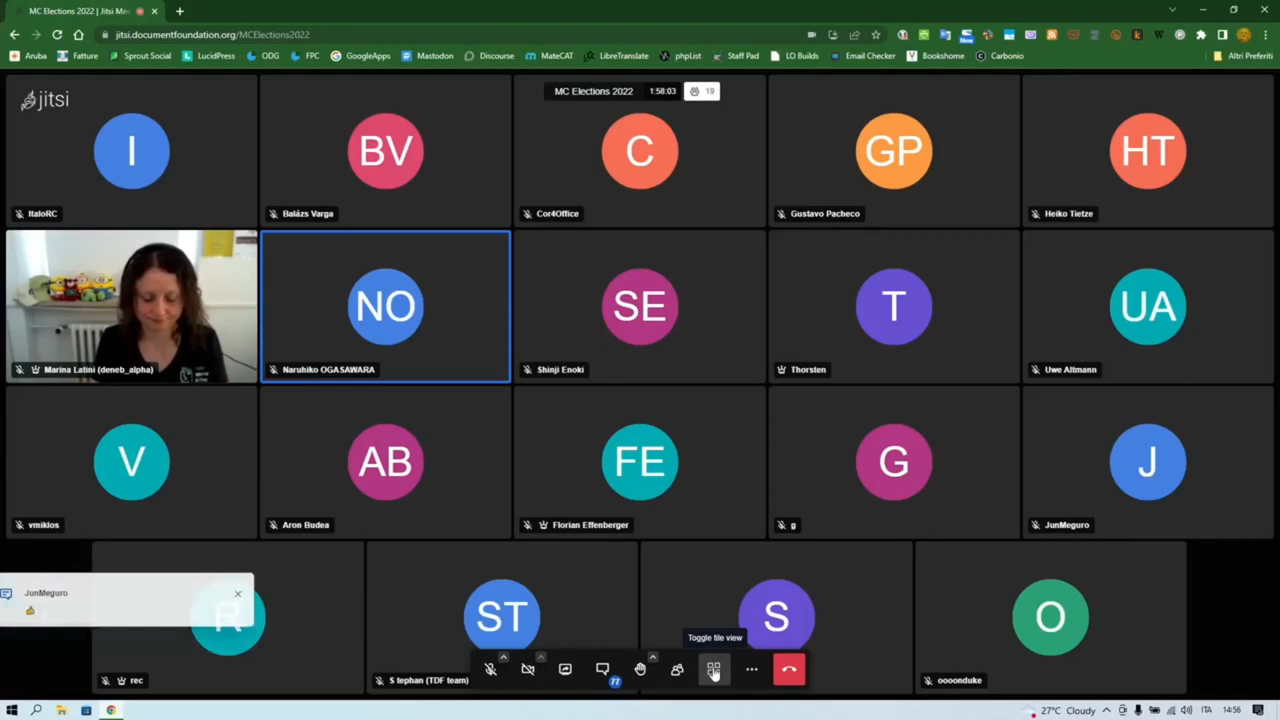 MC Elections 2022 | Jitsi Me
jitsi.documentfoundation.org/MCElections2022
Aruba Fatture Sprout Social LucidPress ODG FPC GoogleApps Mastodon Discourse MateCAT LibreTranslate phpList Staff Pad LO Builds Email Checker Bookshome Carbonio Altri Preferiti
New
jitsi
MC Elections 2022 1:58:03 19
I BV C GP HT
ItaloRC Balázs Varga Cor4Office Gustavo Pacheco Heiko Tietze
NO SE T UA
Marina Latini (deneb_alpha) Naruhiko OGASAWARA Shinji Enoki Thorsten Uwe Altmann
V AB FE G J
vmiklos Aron Budea Florian Effenberger g JunMeguro
JunMeguro
R ST S O
Toggle tile view
rec S tephan (TDF team) oooonduke
77
27°C Cloudy ITA 14:56